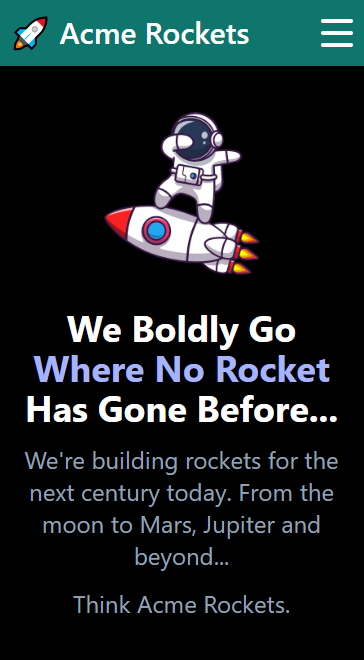 Acme Rockets
We Boldly Go
Where No Rocket
Has Gone Before...
We're building rockets for the
next century today. From the
moon to Mars, Jupiter and
beyond...
Think Acme Rockets.